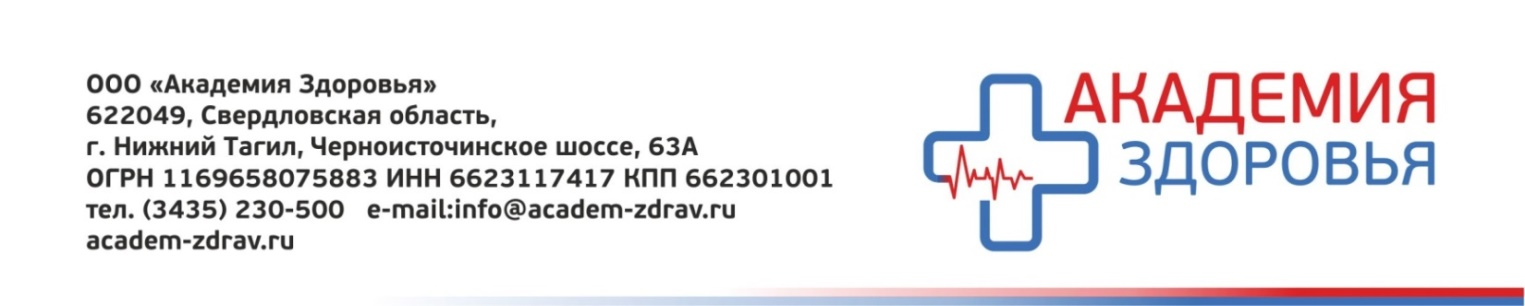 ООО «Академия Здоровья»
622049, Свердловская область,
г. Нижний Тагил, Черноисточинское шоссе, 63А
ОГРН 1169658075883 ИНН 6623117417 КПП 662301001
тел. (3435) 230-500 e-mail:info@academ-zdrav.ru
academ-zdrav.ru
АКАДЕМИЯ
ЗДОРОВЬЯ